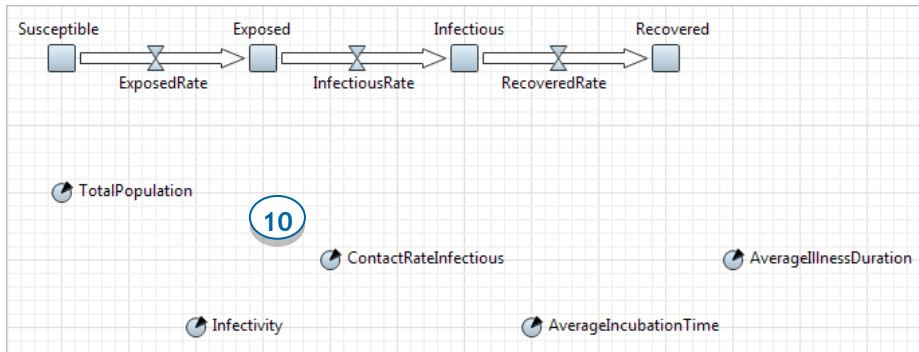 Susceptible Exposed Infectious Recovered
ExposedRate InfectiousRate RecoveredRate
TotalPopulation
10
ContactRateInfectious AverageIllnessDuration
Infectivity AverageIncubationTime